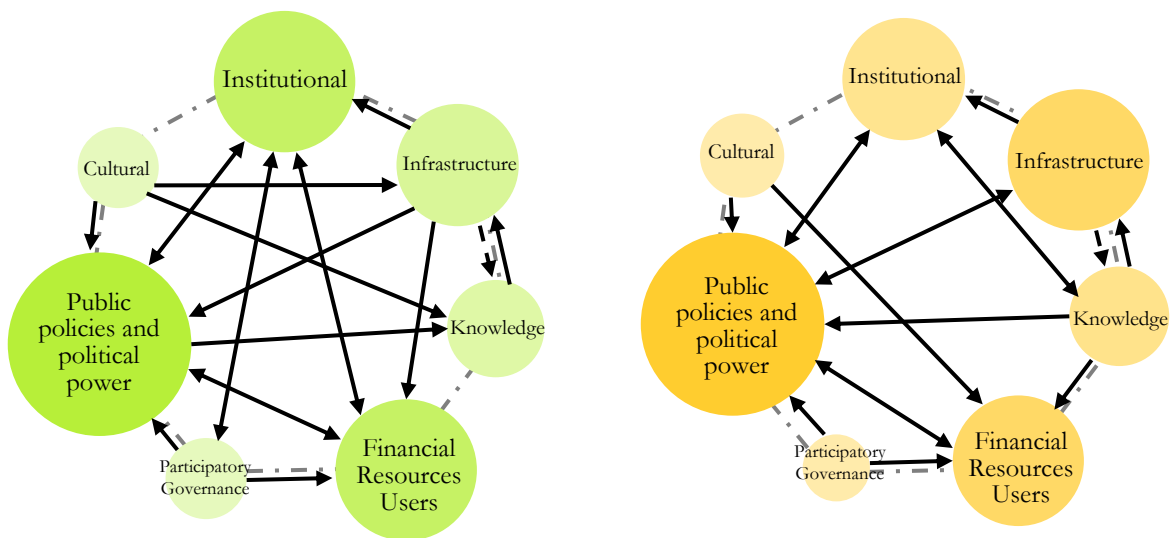 Institutional
Cultural
Infrastructure
Public
policies and
political
power
Knowledge
Participatory
Governance
Financial
Resources
Users
Institutional
Cultural
Infrastructure
Public
policies and
political
power
Knowledge
Participatory
Governance
Financial
Resources
Users